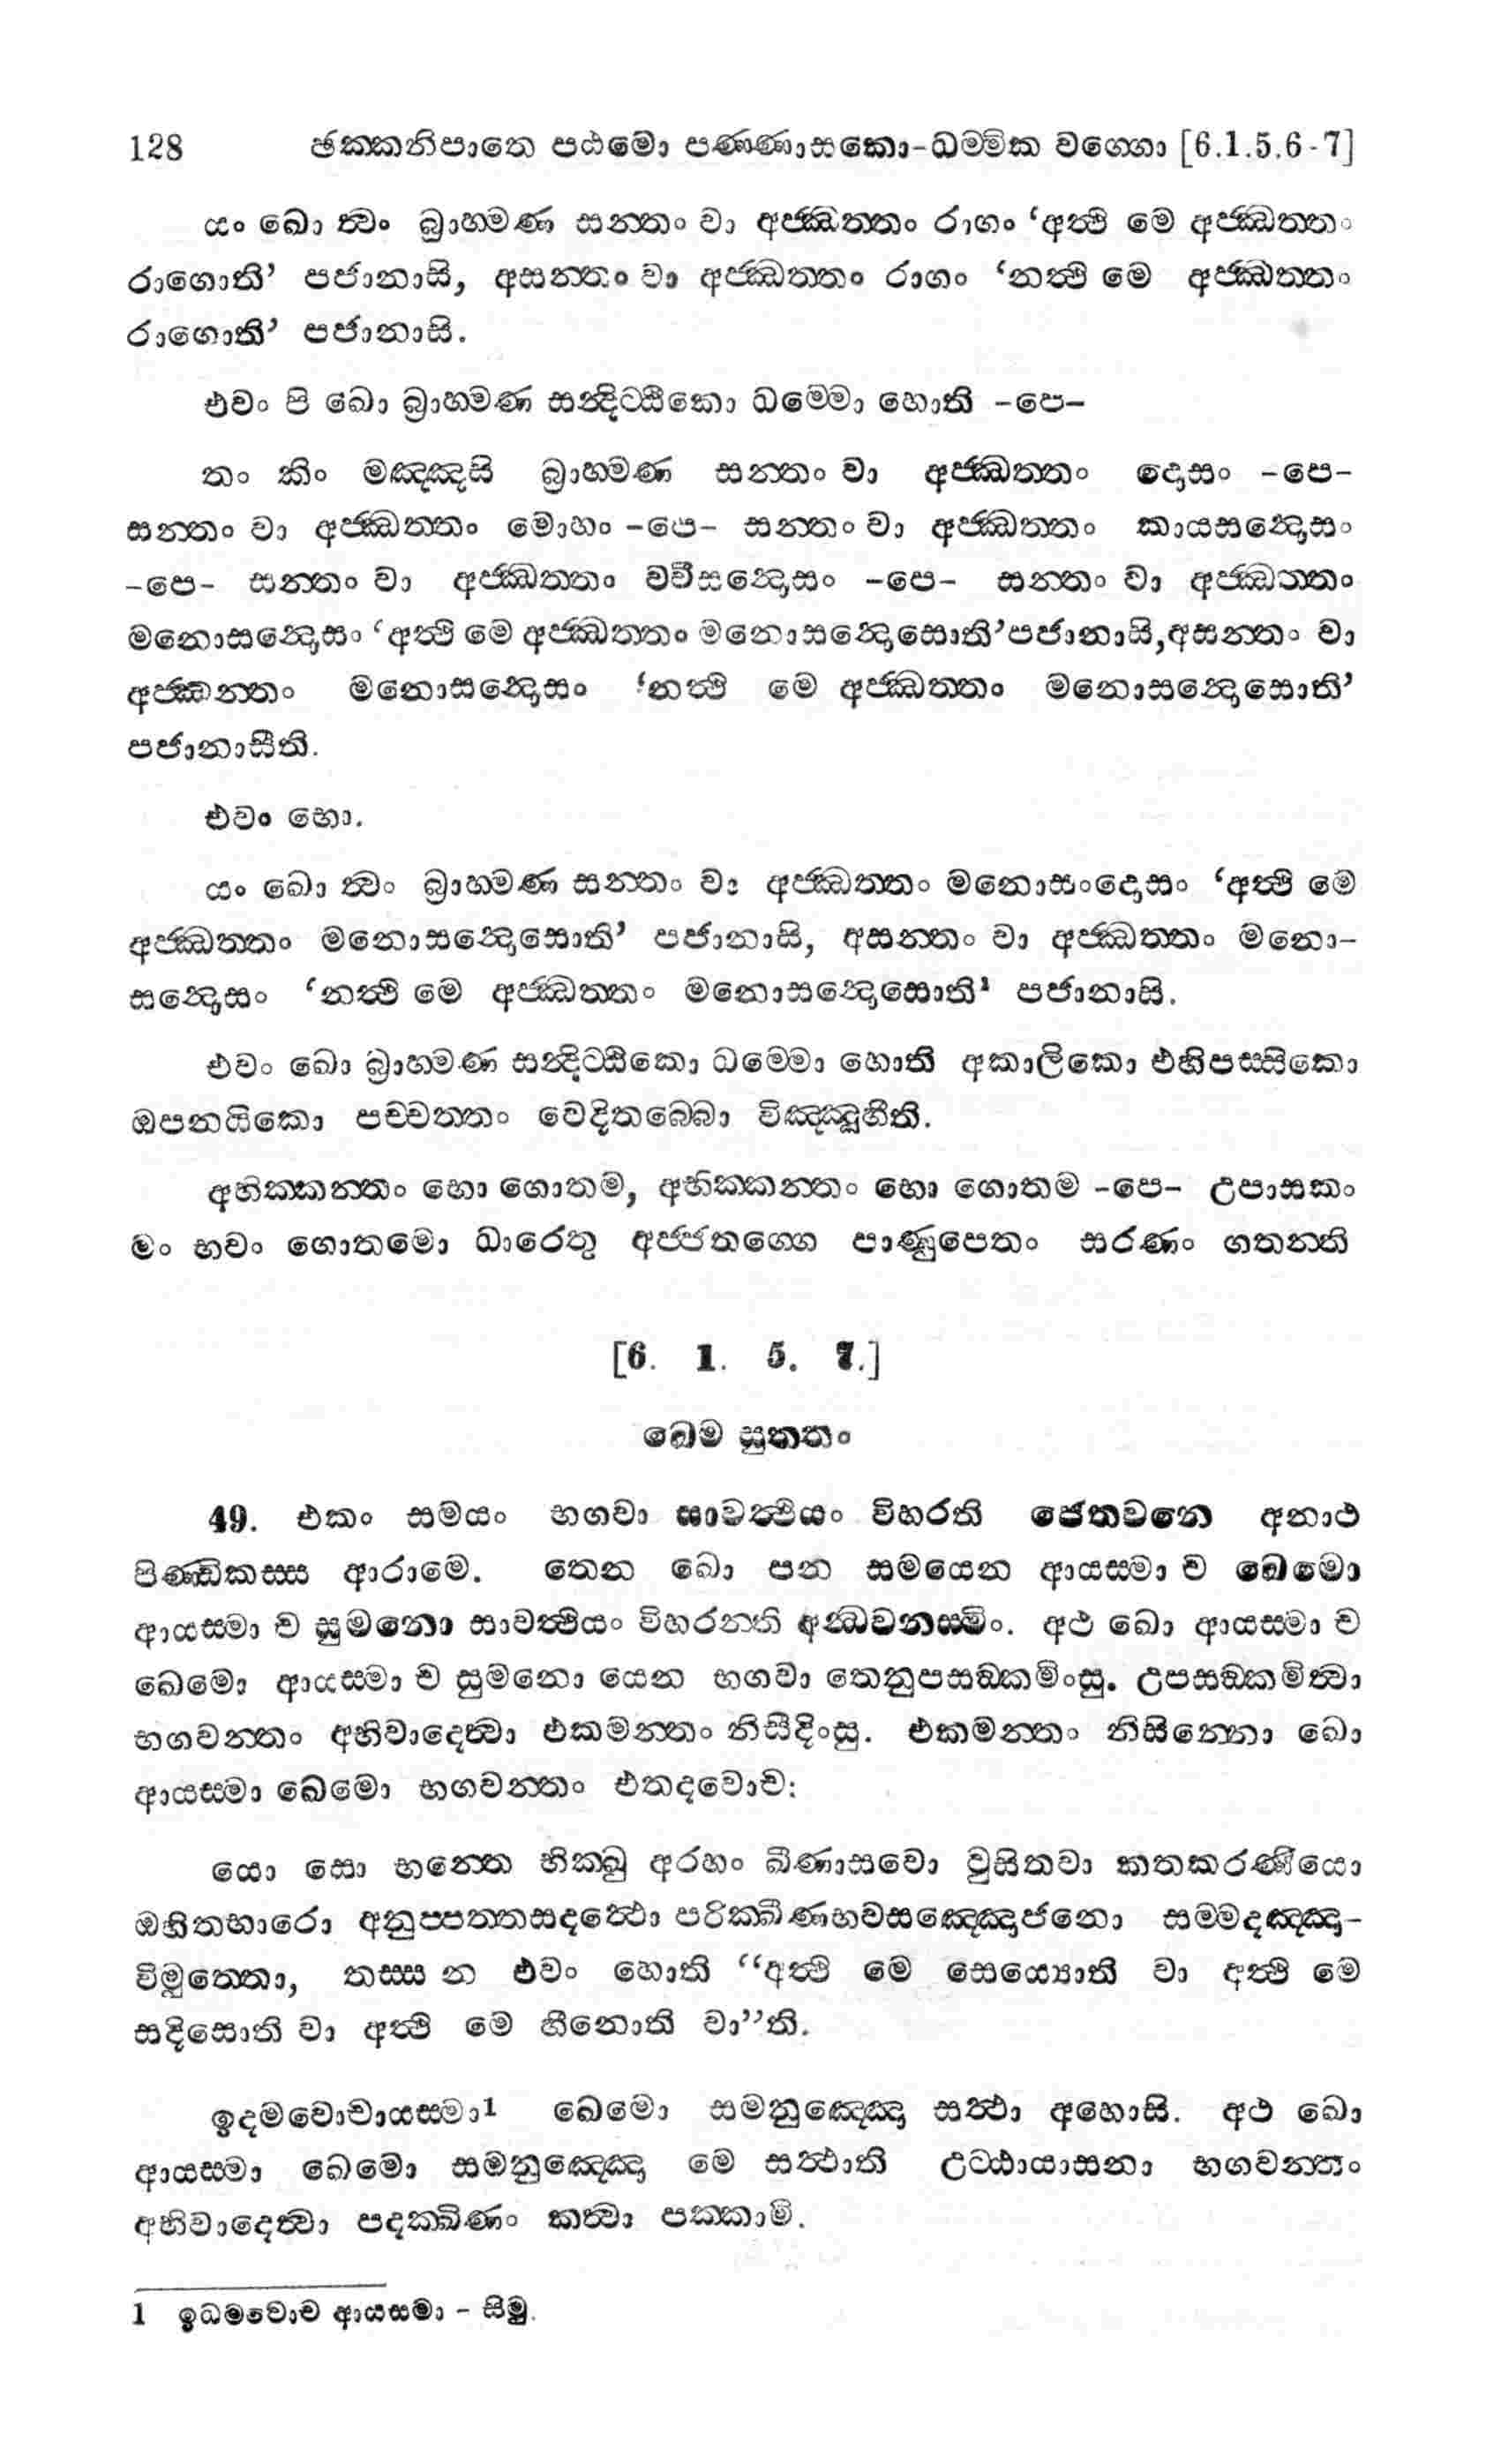 128 ඡක්කනිපාතෙ පඨමො පණ්ණාසකො-ධම්මික වග්ගො [6.1.5.6-7]
යං ඛො ත්වං බ්‍රාහ්මණ සන්තං වා අජ්ඣත්තං රාගං ‘අත්ථි මෙ අජ්ඣත්තං
රාගොති’ පජානාසි, අසන්තං වා අජ්ඣත්තං රාගං ‘නත්ථි මෙ අජ්ඣත්තං
රාගොති’ පජානාසි.
එවං පි ඛො බ්‍රාහ්මණ සන්දිට්ඨිකො ධම්මො හොති -පෙ-
තං කිං මඤ්ඤසි බ්‍රාහ්මණ සන්තං වා අජ්ඣත්තං දොසං -පෙ-
සන්තං වා අජ්ඣත්තං මොහං -පෙ- සන්තං වා අජ්ඣත්තං කායසන්දොසං
-පෙ- සන්තං වා අජ්ඣත්තං වචීසන්දොසං -පෙ- සන්තං වා අජ්ඣත්තං
මනොසන්දොසං ‘අත්ථි මෙ අජ්ඣත්තං මනොසන්දොසොති’පජානාසි,අසන්තං වා
අජ්ඣන්තං මනොසන්දොසං ‘නත්ථි මෙ අජ්ඣත්තං මනොසන්දොසොති’
පජානාසීති.
එවං භො.
යං ඛො ත්වං බ්‍රාහ්මණ සන්තං වා අජ්ඣත්තං මනොසංදොසං ‘අත්ථි මෙ
අජ්ඣත්තං මනොසන්දොසොති’ පජානාසි, අසන්තං වා අජ්ඣත්තං මනො-
සන්දොසං ‘නත්ථි මෙ අජ්ඣත්තං මනොසන්දොසොති’ පජානාසි.
එවං ඛො බ්‍රාහ්මණ සන්දිට්ඨිකො ධම්මො හොති අකාලිකො එහිපස්සිකො
ඔපනයිකො පච්චත්තං වෙදිතබ්බො විඤ්ඤූහීති.
අභික්කන්තං භො ගොතම, අභික්කන්තං භො ගොතම -පෙ- උපාසකං
මං භවං ගොතමො ධාරෙතු අජ්ජතග්ගෙ පාණුපෙතං සරණං ගතන්ති
[6. 1. 5. 7.]
ඛෙම සුත්තං
49. එකං සමයං භගවා සාවත්ථියං විහරති ජෙතවනෙ අනාථ
පිණ්ඩිකස්ස ආරාමෙ. තෙන ඛො පන සමයෙන ආයස්මා ච ඛෙමො
ආයස්මා ච සුමනො සාවත්ථියං විහරන්ති අන්ධවනස්මිං. අථ ඛො ආයස්මා ච
ඛෙමො ආයස්මා ච සුමනො යෙන භගවා තෙනුපසඞ්කමිංසු. උපසඞ්කමිත්වා
භගවන්තං අභිවාදෙත්වා එකමන්තං නිසීදිංසු. එකමන්තං නිසින්නො ඛො
ආයස්මා ඛෙමො භගවන්තං එතදවොච:
යො සො භන්තෙ භික්ඛු අරහං ඛීණාසවො වුසිතවා කතකරණීයො
ඔහිතභාරො අනුප්පත්තසදත්ථො පරික්ඛීණභවසඤ්ඤොජනො සම්මදඤ්ඤා-
විමුත්තො, තස්ස න එවං හොති “අත්ථි මෙ සෙය්‍යොති වා අත්ථි මෙ
සදිසොති වා අත්ථි මෙ හීනොති වා”ති.
ඉදමවොචායස්මා¹ ඛෙමො සමනුඤ්ඤො සත්ථා අහොසි. අථ ඛො
ආයස්මා ඛෙමො සමනුඤ්ඤො මෙ සත්ථාති උට්ඨායාසනා භගවන්තං
අභිවාදෙත්වා පදක්ඛිණං කත්වා පක්කාමි.
1 ඉධමවොච ආයස්මා - සිමු.